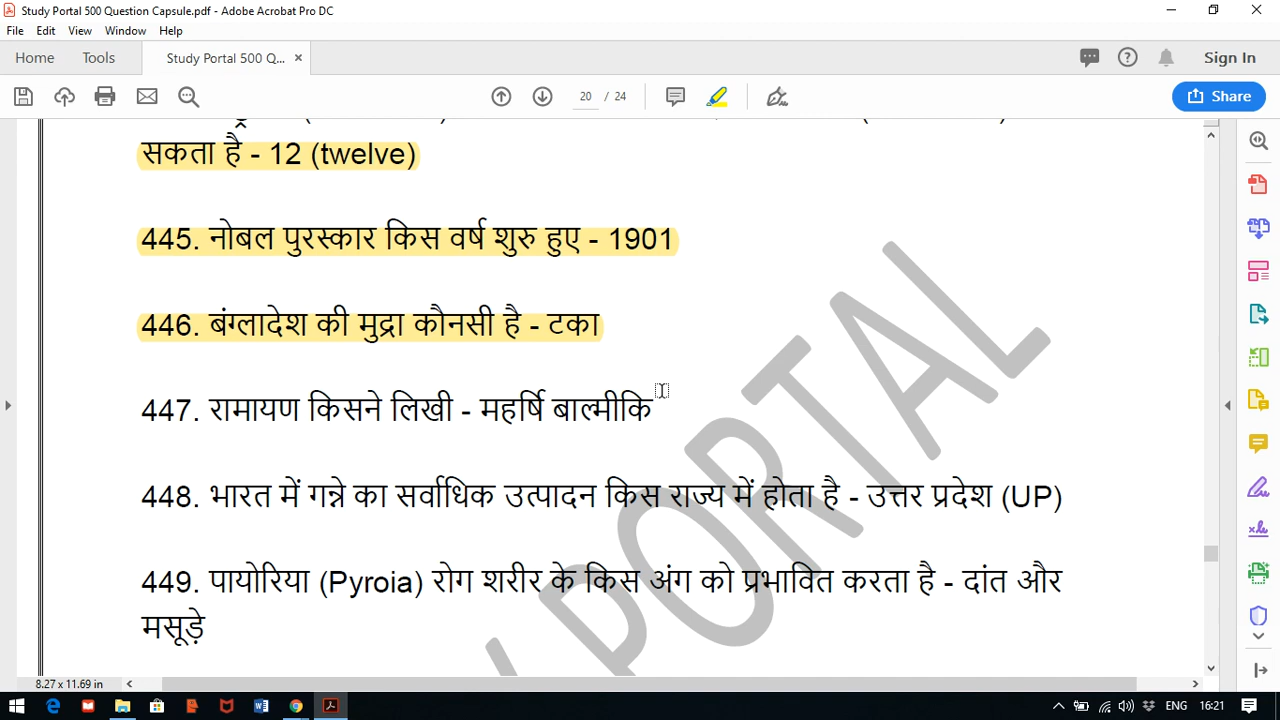 Study Portal 500 Question Capsule.pdf - Adobe Acrobat Pro DC
File Edit View Window Help
Home Tools Study Portal 500 Q... × Sign In
20 / 24 Share
सकता है - 12 (twelve)
445. नोबल पुरस्कार किस वर्ष शुरु हुए - 1901
446. बंग्लादेश की मुद्रा कौनसी है - टका
447. रामायण किसने लिखी - महर्षि बाल्मीकि
448. भारत में गन्ने का सर्वाधिक उत्पादन किस राज्य में होता है - उत्तर प्रदेश (UP)
449. पायोरिया (Pyroia) रोग शरीर के किस अंग को प्रभावित करता है - दांत और
मसूड़े
PORTAL
8.27 x 11.69 in
ENG 16:21